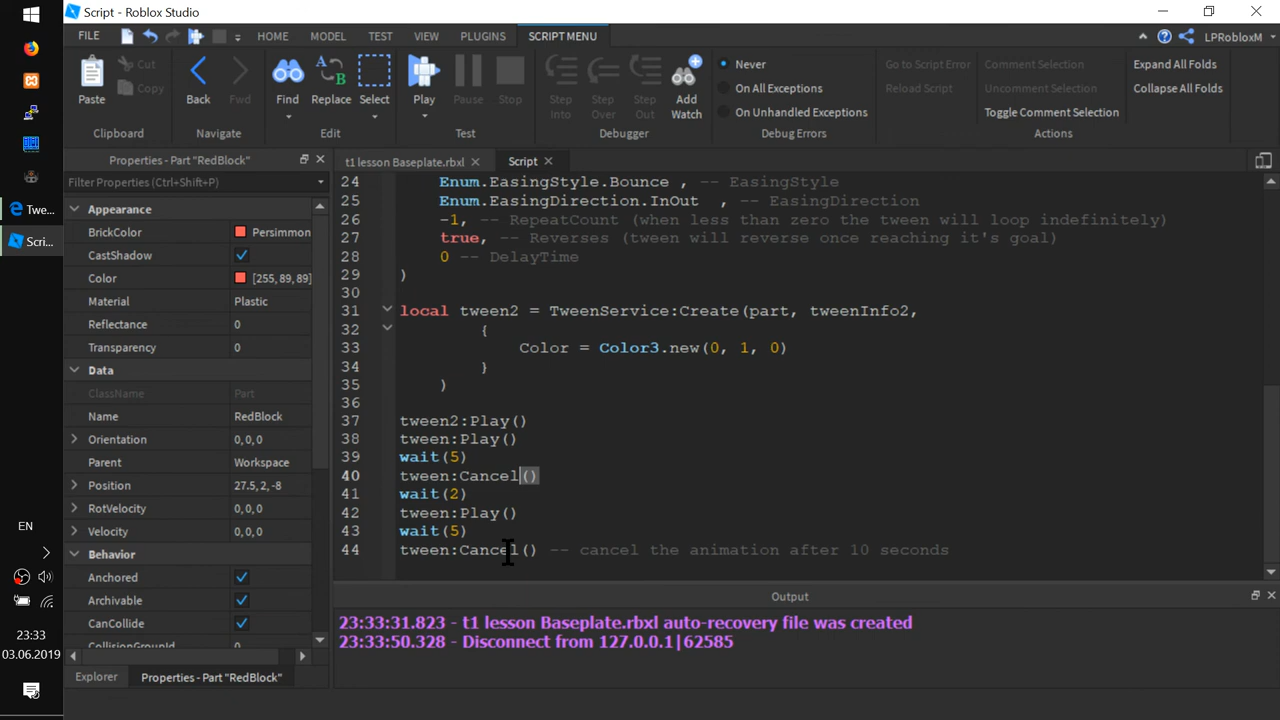 Script - Roblox Studio
FILE HOME MODEL TEST VIEW PLUGINS SCRIPT MENU LPRobloxM
Paste Cut Copy
Back Fwd
Find Replace Select
Play Pause Stop
Step Into Step Over Step Out Add Watch
Never
On All Exceptions
On Unhandled Exceptions
Go to Script Error
Reload Script
Comment Selection
Uncomment Selection
Toggle Comment Selection
Expand All Folds
Collapse All Folds
Clipboard Navigate Edit Test Debugger Debug Errors Actions
Properties - Part "RedBlock"
t1 lesson Baseplate.rbxl Script
Filter Properties (Ctrl+Shift+P)
Appearance
BrickColor Persimmon
CastShadow
Color [255, 89, 89]
Material Plastic
Reflectance 0
Transparency 0
Data
ClassName Part
Name RedBlock
Orientation 0, 0, 0
Parent Workspace
Position 27.5, 2, -8
RotVelocity 0, 0, 0
Velocity 0, 0, 0
Behavior
Anchored
Archivable
CanCollide
CollisionGroupId 0
Explorer Properties - Part "RedBlock"
24 Enum.EasingStyle.Bounce , -- EasingStyle
25 Enum.EasingDirection.InOut , -- EasingDirection
26 -1, -- RepeatCount (when less than zero the tween will loop indefinitely)
27 true, -- Reverses (tween will reverse once reaching it's goal)
28 0 -- DelayTime
29 )
30
31 local tween2 = TweenService:Create(part, tweenInfo2,
32 {
33 Color = Color3.new(0, 1, 0)
34 }
35 )
36
37 tween2:Play()
38 tween:Play()
39 wait(5)
40 tween:Cancel()
41 wait(2)
42 tween:Play()
43 wait(5)
44 tween:Cancel() -- cancel the animation after 10 seconds
Output
23:33:31.823 - t1 lesson Baseplate.rbxl auto-recovery file was created
23:33:50.328 - Disconnect from 127.0.0.1|62585
Twe...
Scri...
EN
23:33
03.06.2019